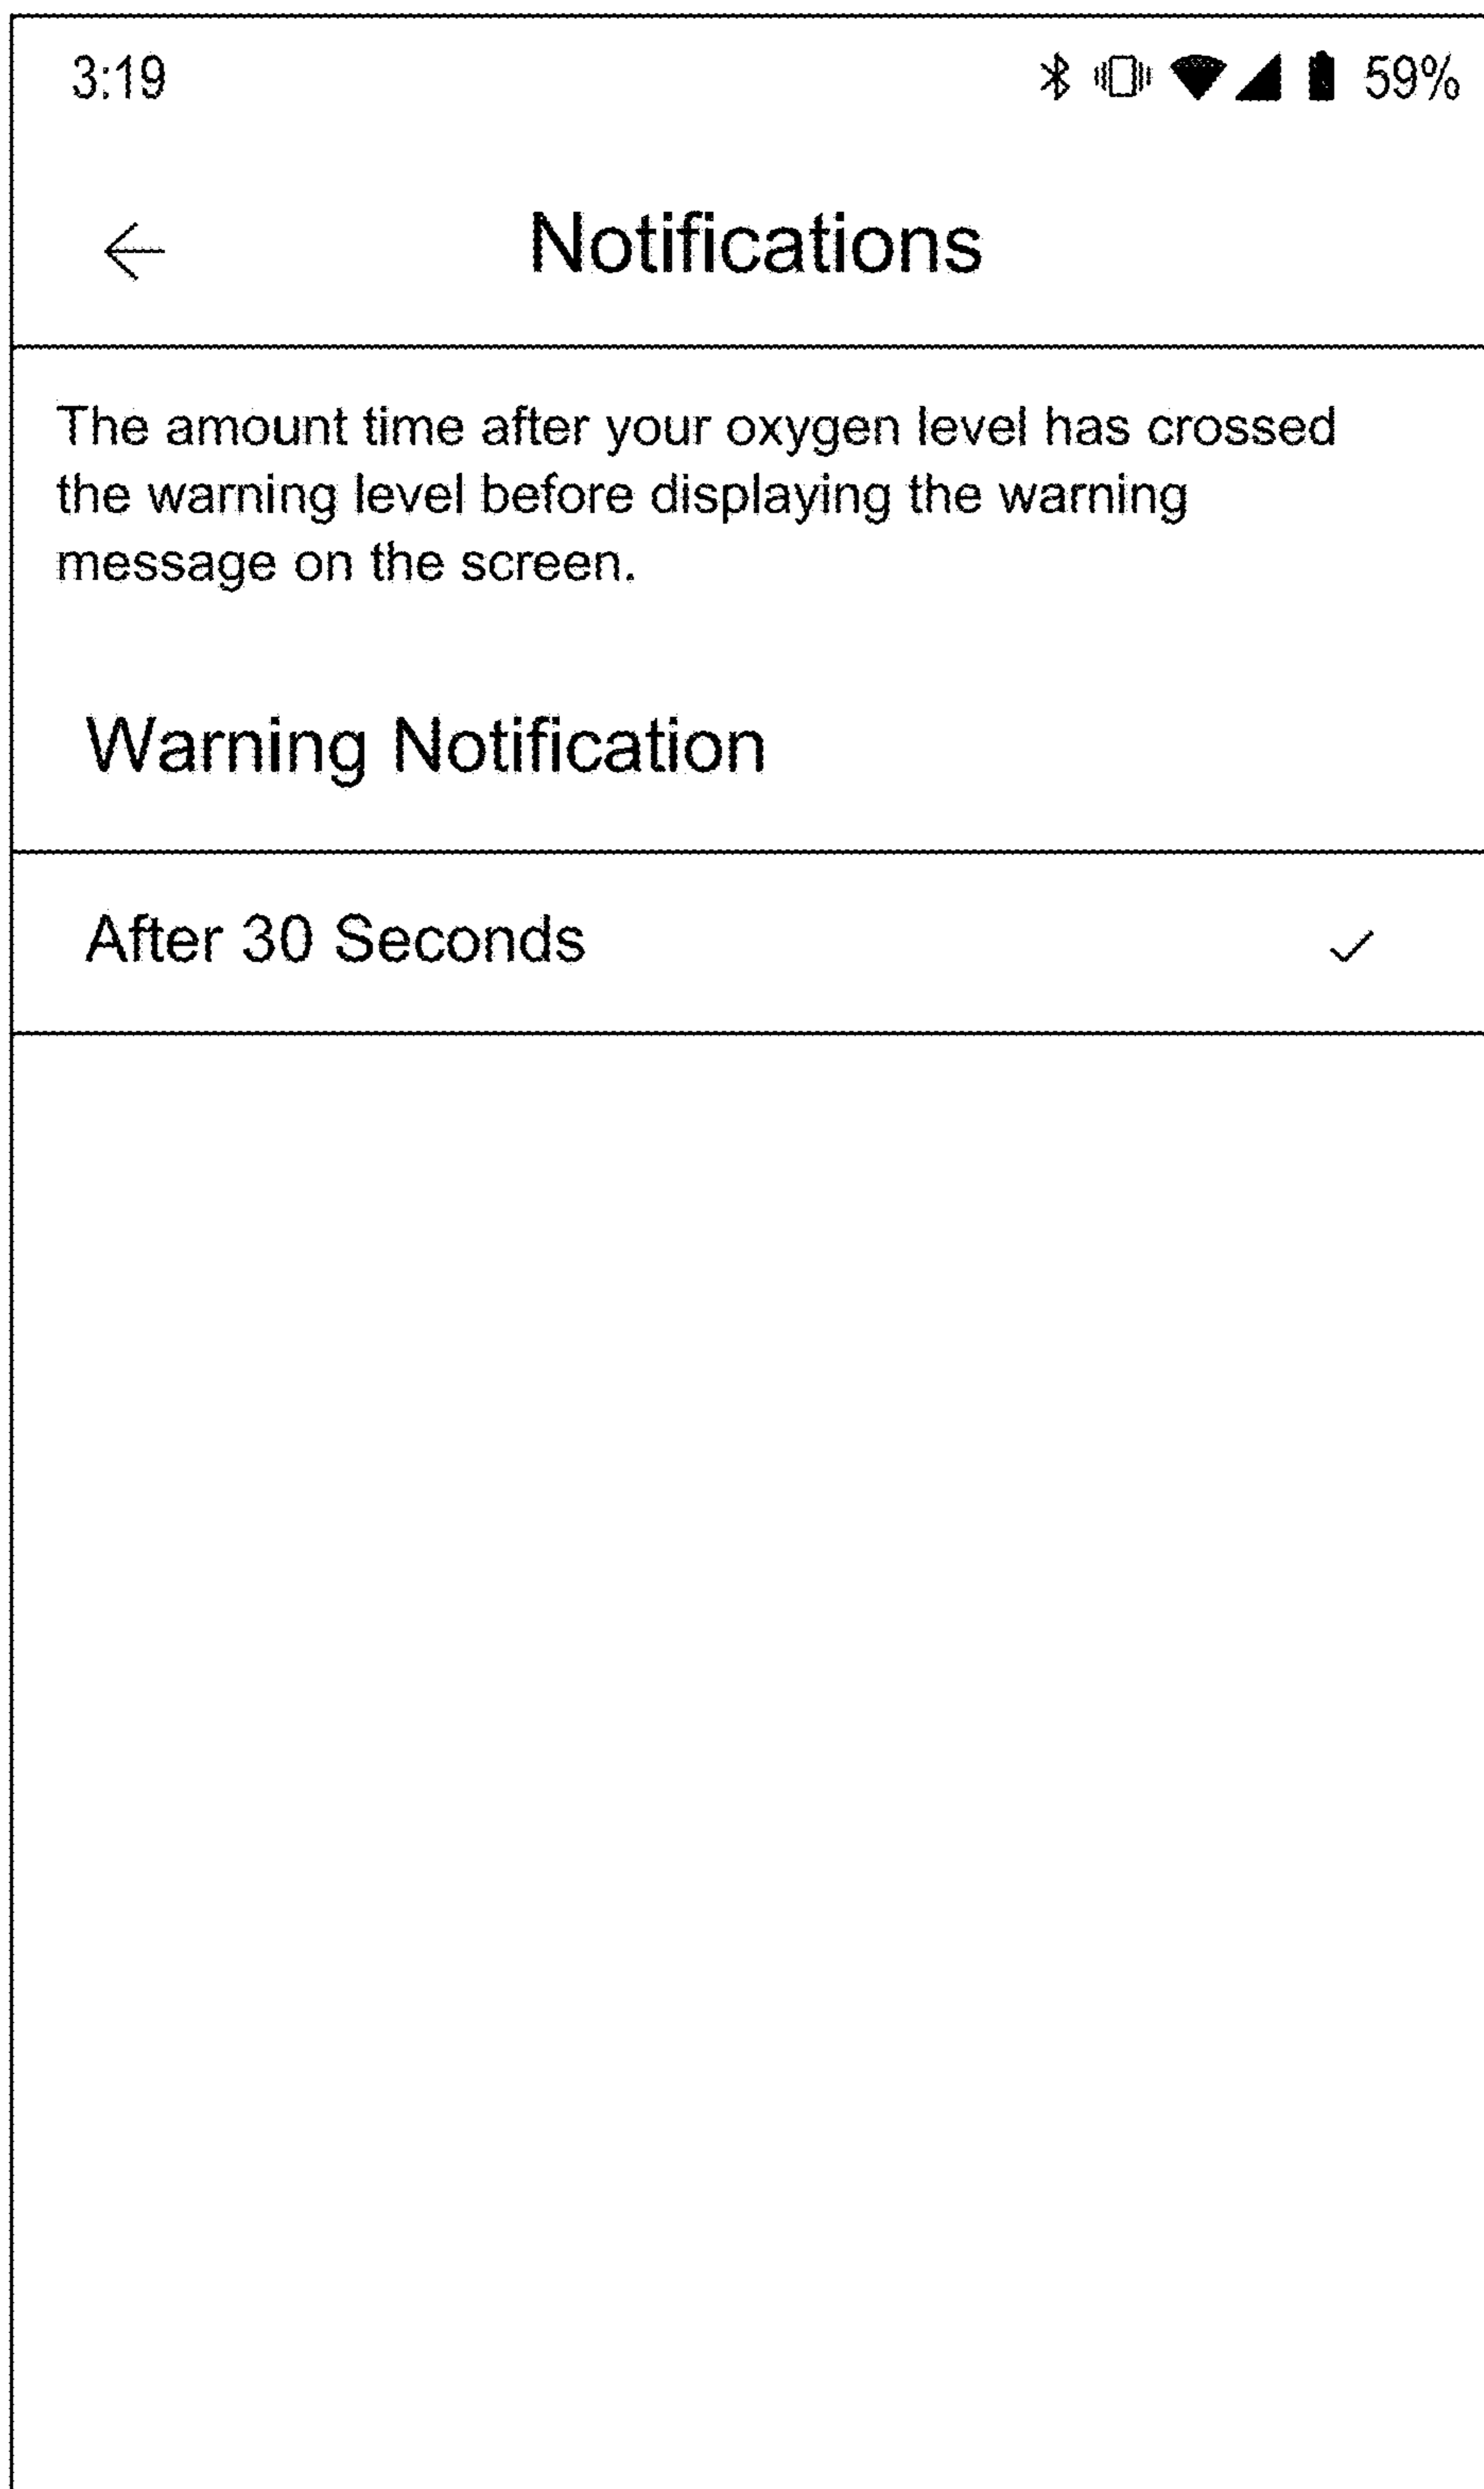 3:19 59%
Notifications
The amount time after your oxygen level has crossed
the warning level before displaying the warning
message on the screen.
Warning Notification
After 30 Seconds